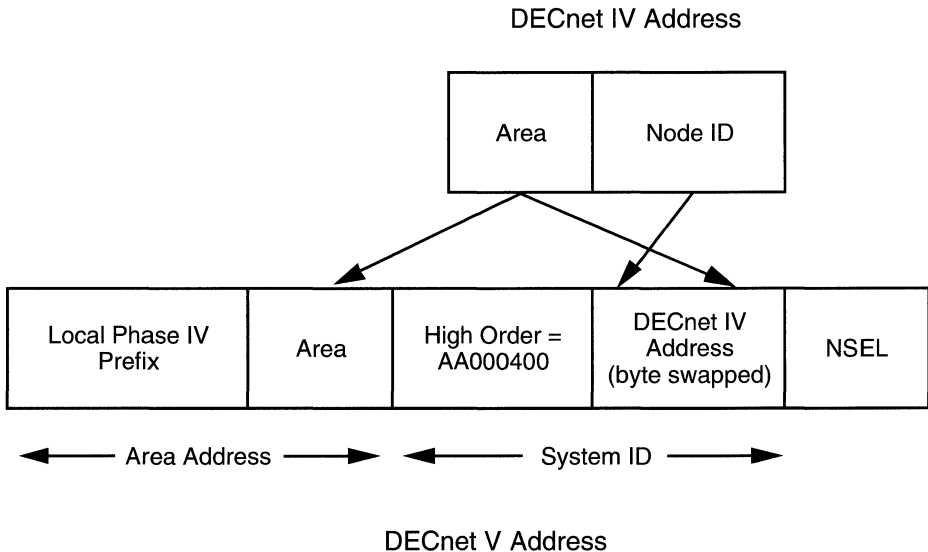 DECnet IV Address
Area
Node ID
Local Phase IV
Prefix
Area
High Order =
AA000400
DECnet IV
Address
(byte swapped)
NSEL
Area Address
System ID
DECnet V Address